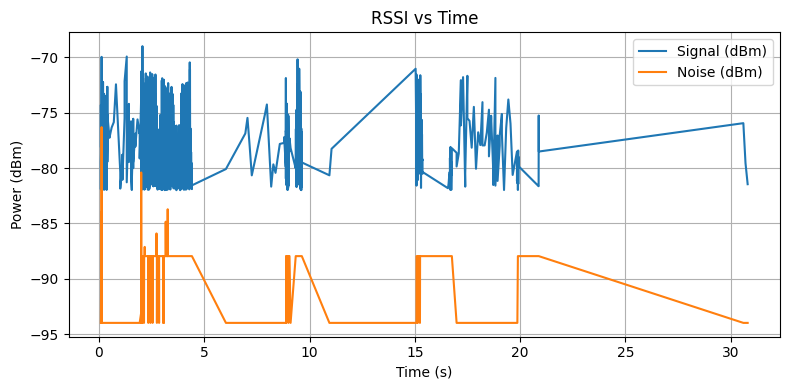 RSSI vs Time
Signal (dBm)
Noise (dBm)
Power (dBm)
−70
−75
−80
−85
−90
−95
0
5
10
15
20
25
30
Time (s)